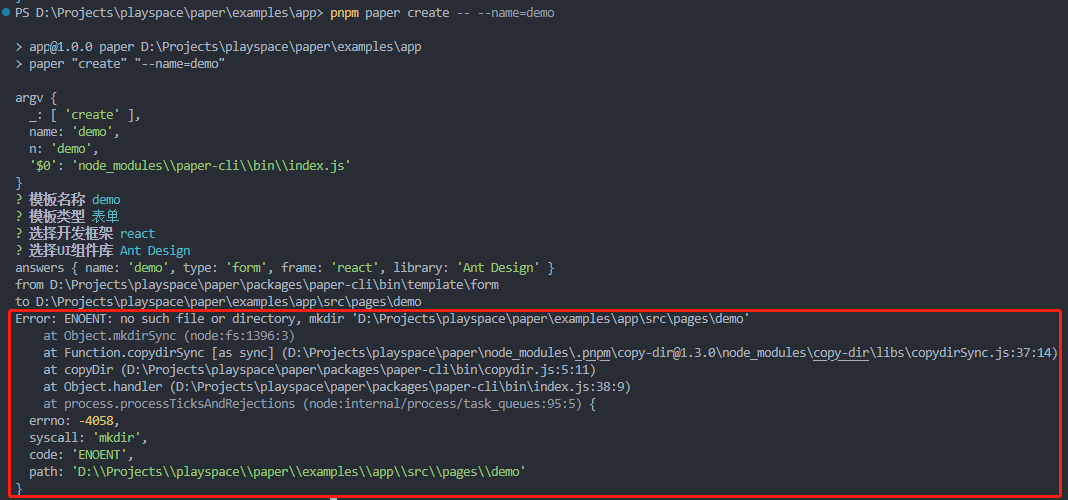 PS D:\Projects\playspace\paper\examples\app> pnpm paper create -- --name=demo
> app@1.0.0 paper D:\Projects\playspace\paper\examples\app
> paper "create" "--name=demo"
argv {
  _: [ 'create' ],
  name: 'demo',
  n: 'demo',
  '$0': 'node_modules\\paper-cli\\bin\\index.js'
}
? 模板名称 demo
? 模板类型 表单
? 选择开发框架 react
? 选择UI组件库 Ant Design
answers { name: 'demo', type: 'form', frame: 'react', library: 'Ant Design' }
from D:\Projects\playspace\paper\packages\paper-cli\bin\template\form
to D:\Projects\playspace\paper\examples\app\src\pages\demo
Error: ENOENT: no such file or directory, mkdir 'D:\Projects\playspace\paper\examples\app\src\pages\demo'
    at Object.mkdirSync (node:fs:1396:3)
    at Function.copydirSync [as sync] (D:\Projects\playspace\paper\node_modules\.pnpm\copy-dir@1.3.0\node_modules\copy-dir\libs\copydirSync.js:37:14)
    at copyDir (D:\Projects\playspace\paper\packages\paper-cli\bin\copydir.js:5:11)
    at Object.handler (D:\Projects\playspace\paper\packages\paper-cli\bin\index.js:38:9)
    at process.processTicksAndRejections (node:internal/process/task_queues:95:5) {
  errno: -4058,
  syscall: 'mkdir',
  code: 'ENOENT',
  path: 'D:\\Projects\\playspace\\paper\\examples\\app\\src\\pages\\demo'
}